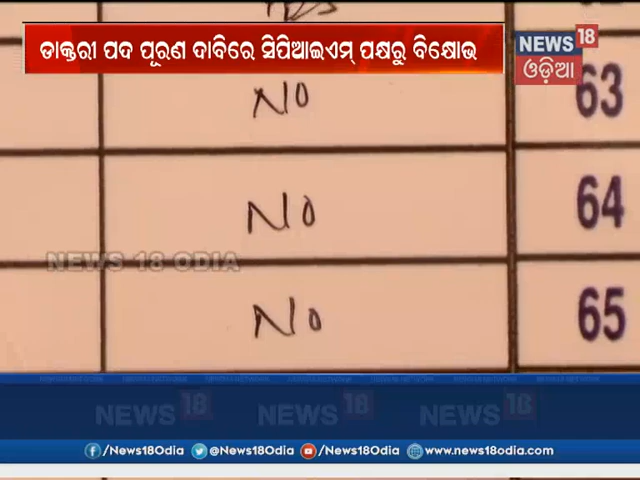 ଡାକ୍ତରୀ ପଦ ପୂରଣ ଦାବିରେ ସିପିଆଇଏମ୍ ପକ୍ଷରୁ ବିକ୍ଷୋଭ
NEWS 18
ଓଡ଼ିଆ
NO 63
NO 64
NEWS 18 ODIA
NO 65
NEWS 18 NEWS 18 NEWS 18
/News18Odia @News18Odia /News18Odia www.news18odia.com